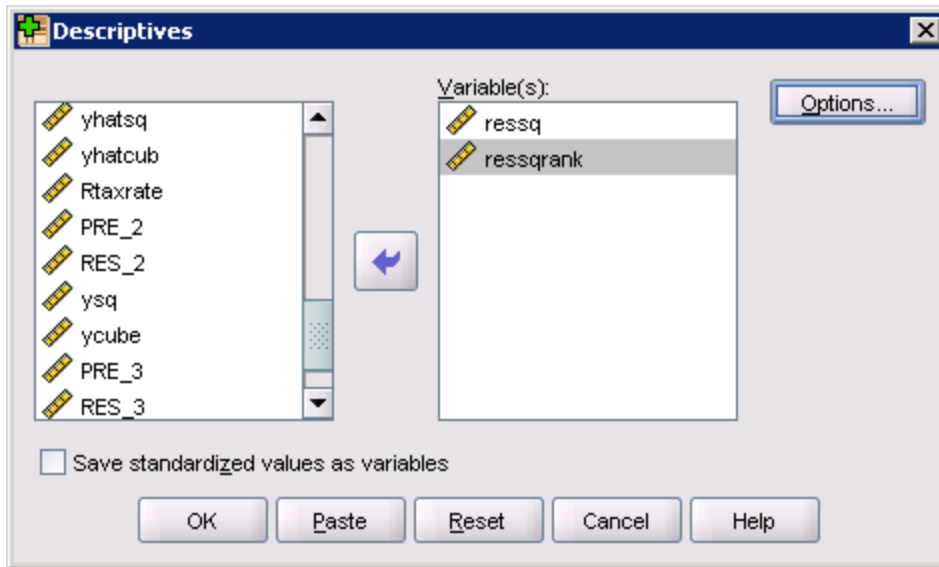 Descriptives
Variable(s):
yhatsq
yhatcub
Rtaxrate
PRE_2
RES_2
ysq
ycube
PRE_3
RES_3
ressq
ressqrank
Options...
Save standardized values as variables
OK
Paste
Reset
Cancel
Help